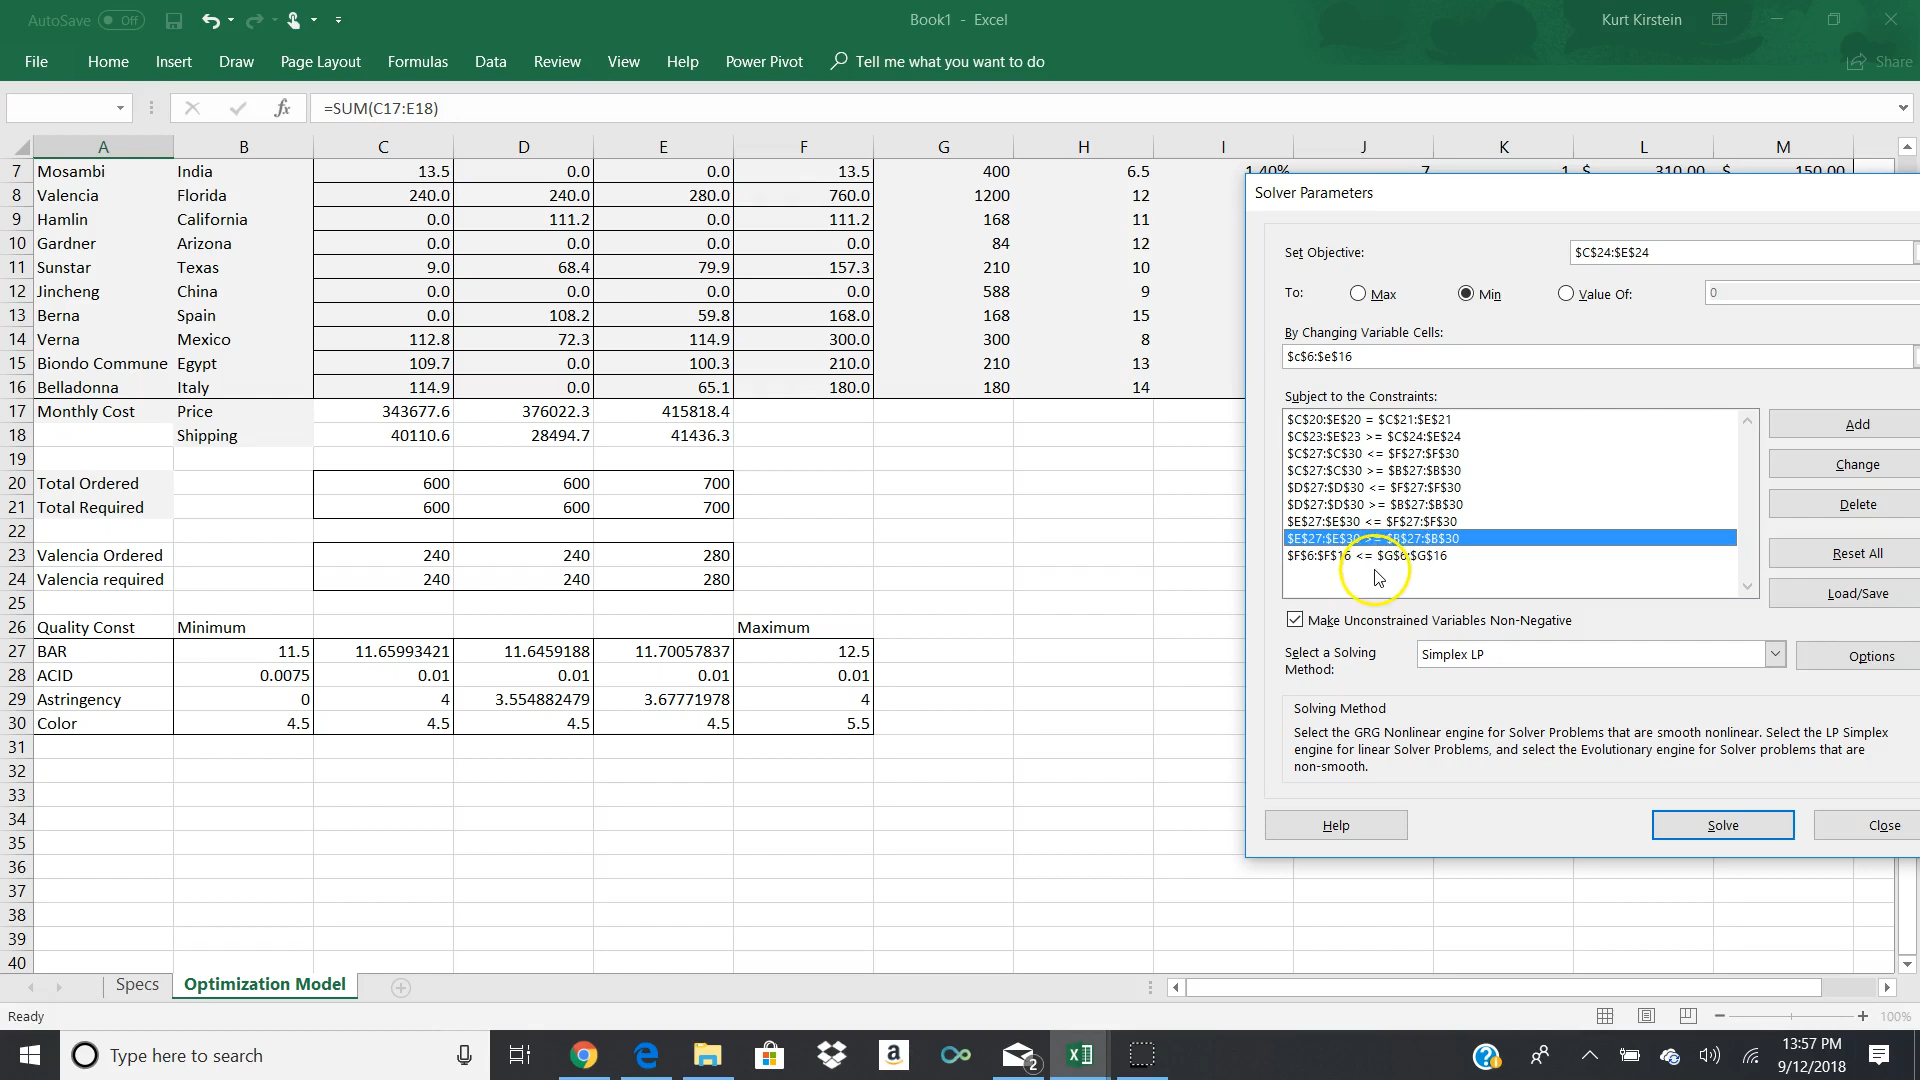 AutoSave Off
Book1 - Excel
Kurt Kirstein
File Home Insert Draw Page Layout Formulas Data Review View Help Power Pivot Tell me what you want to do
Share
fx =SUM(C17:E18)
A B C D E F G H I J K L M
7 Mosambi India 13.5 0.0 0.0 13.5 400 6.5 1.40% 7 1 $ 310.00 $ 150.00
8 Valencia Florida 240.0 240.0 280.0 760.0 1200 12
9 Hamlin California 0.0 111.2 0.0 111.2 168 11
10 Gardner Arizona 0.0 0.0 0.0 0.0 84 12
11 Sunstar Texas 9.0 68.4 79.9 157.3 210 10
12 Jincheng China 0.0 0.0 0.0 0.0 588 9
13 Berna Spain 0.0 108.2 59.8 168.0 168 15
14 Verna Mexico 112.8 72.3 114.9 300.0 300 8
15 Biondo Commune Egypt 109.7 0.0 100.3 210.0 210 13
16 Belladonna Italy 114.9 0.0 65.1 180.0 180 14
17 Monthly Cost Price 343677.6 376022.3 415818.4
18 Shipping 40110.6 28494.7 41436.3
19
20 Total Ordered 600 600 700
21 Total Required 600 600 700
22
23 Valencia Ordered 240 240 280
24 Valencia required 240 240 280
25
26 Quality Const Minimum Maximum
27 BAR 11.5 11.65993421 11.6459188 11.70057837 12.5
28 ACID 0.0075 0.01 0.01 0.01 0.01
29 Astringency 0 4 3.554882479 3.67771978 4
30 Color 4.5 4.5 4.5 4.5 5.5
31
32
33
34
35
36
37
38
39
40
Solver Parameters
Set Objective: $C$24:$E$24
To: Max Min Value Of: 0
By Changing Variable Cells:
$c$6:$e$16
Subject to the Constraints:
$C$20:$E$20 = $C$21:$E$21
$C$23:$E$23 >= $C$24:$E$24
$C$27:$C$30 <= $F$27:$F$30
$C$27:$C$30 >= $B$27:$B$30
$D$27:$D$30 <= $F$27:$F$30
$D$27:$D$30 >= $B$27:$B$30
$E$27:$E$30 <= $F$27:$F$30
$E$27:$E$30 >= $B$27:$B$30
$F$6:$F$16 <= $G$6:$G$16
Add
Change
Delete
Reset All
Load/Save
Make Unconstrained Variables Non-Negative
Select a Solving
Method:
Simplex LP
Options
Solving Method
Select the GRG Nonlinear engine for Solver Problems that are smooth nonlinear. Select the LP Simplex
engine for linear Solver Problems, and select the Evolutionary engine for Solver problems that are
non-smooth.
Help Solve Close
Specs Optimization Model
Ready
100%
Type here to search
2
13:57 PM
9/12/2018